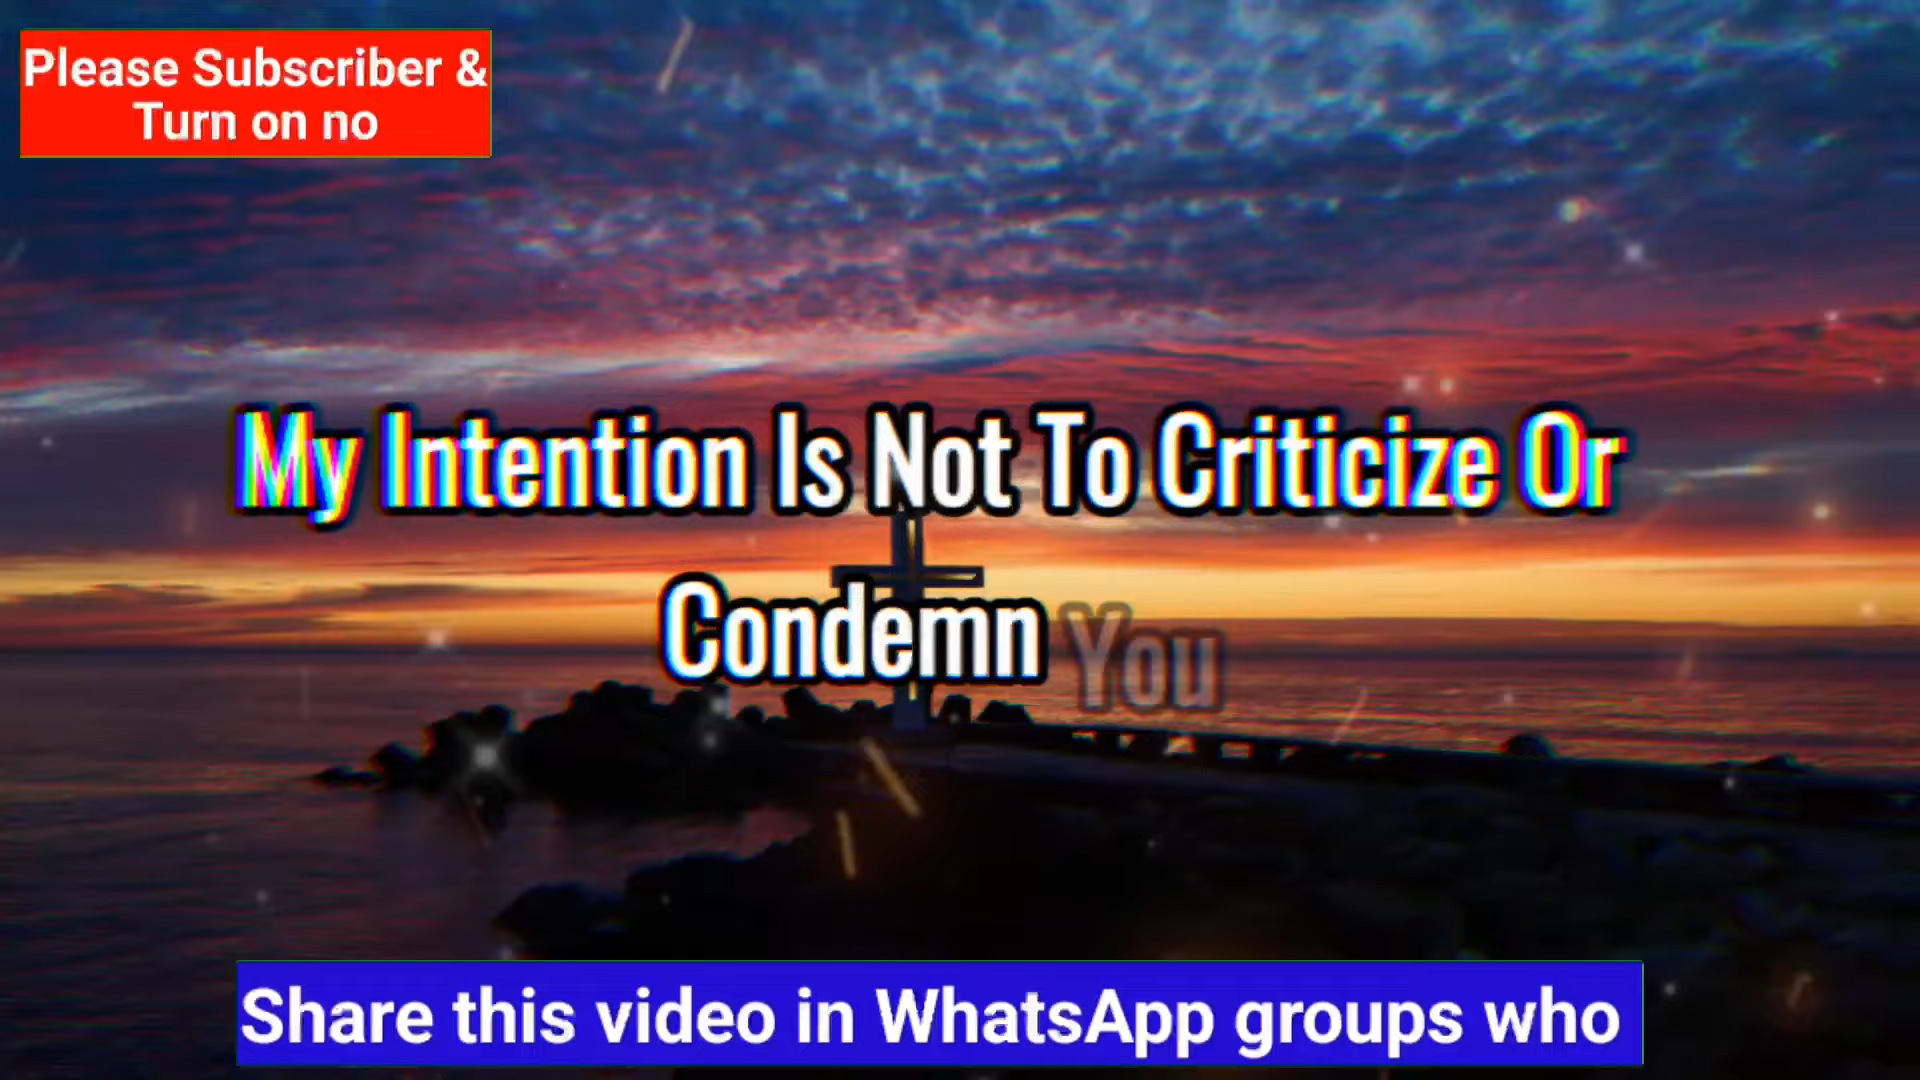 Please Subscriber &
Turn on no
My Intention Is Not To Criticize Or
Condemn You
Share this video in WhatsApp groups who